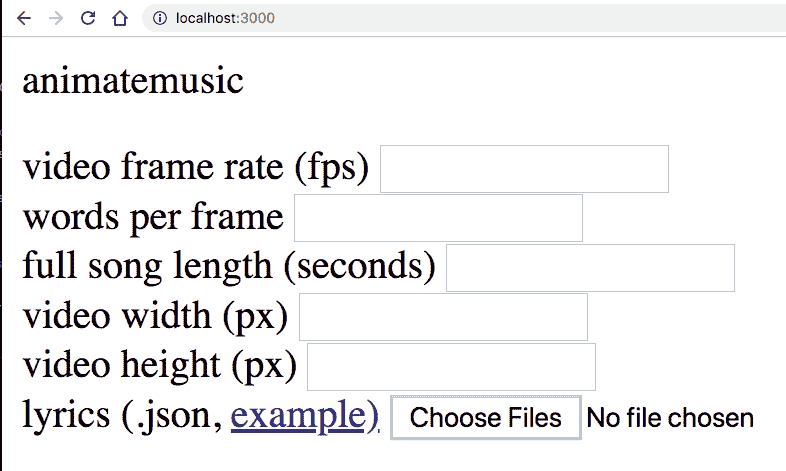 localhost:3000
animatemusic
video frame rate (fps)
words per frame
full song length (seconds)
video width (px)
video height (px)
lyrics (.json, example) Choose Files No file chosen